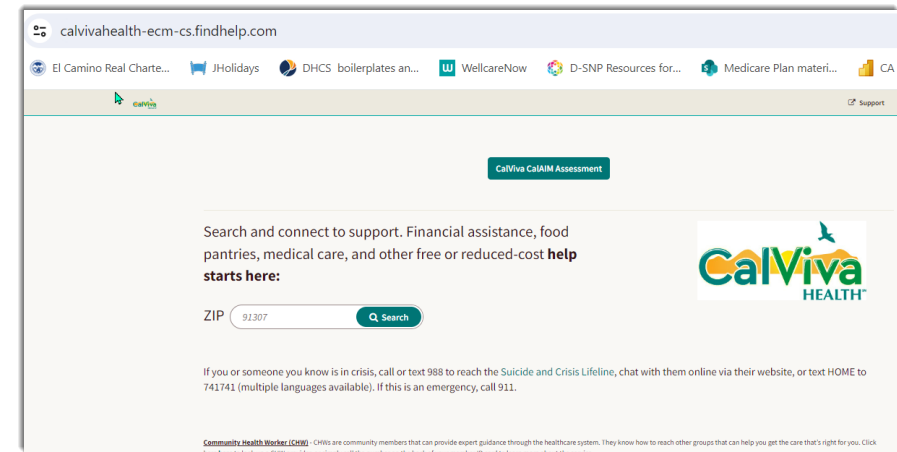 calvivahealth-ecm-cs.findhelp.com
El Camino Real Charte... JHolidays DHCS boilerplates an... WellcareNow D-SNP Resources for... Medicare Plan materi... CA
CalViva
Support
CalViva CalAIM Assessment
Search and connect to support. Financial assistance, food
pantries, medical care, and other free or reduced-cost help
starts here:
CalViva
HEALTH
ZIP 91307 Search
If you or someone you know is in crisis, call or text 988 to reach the Suicide and Crisis Lifeline, chat with them online via their website, or text HOME to
741741 (multiple languages available). If this is an emergency, call 911.
Community Health Worker (CHW) - CHWs are community members that can provide expert guidance through the healthcare system. They know how to reach other groups that can help you get the care that's right for you. Click